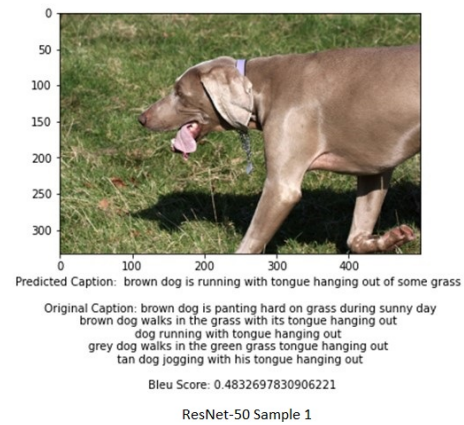 0
50
100
150
200
250
300
0 100 200 300 400
Predicted Caption: brown dog is running with tongue hanging out of some grass
Original Caption: brown dog is panting hard on grass during sunny day
brown dog walks in the grass with its tongue hanging out
dog running with tongue hanging out
grey dog walks in the green grass tongue hanging out
tan dog jogging with his tongue hanging out
Bleu Score: 0.4832697830906221
ResNet-50 Sample 1